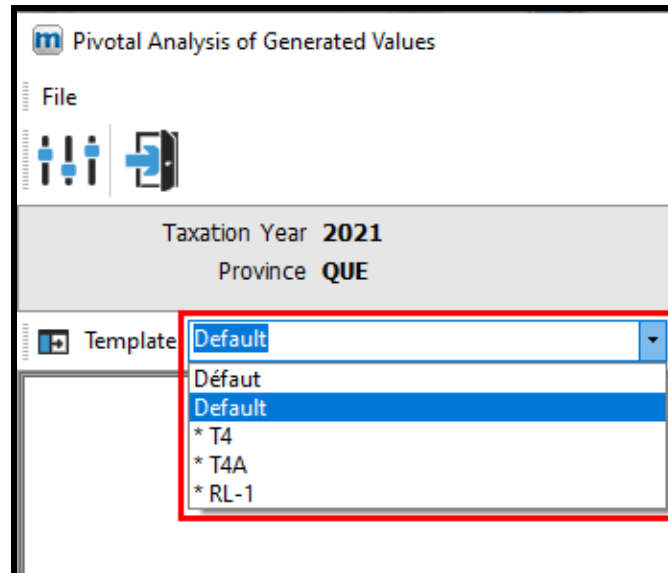 m Pivotal Analysis of Generated Values
File
Taxation Year 2021
Province QUE
Template Default
Défaut
Default
* T4
* T4A
* RL-1